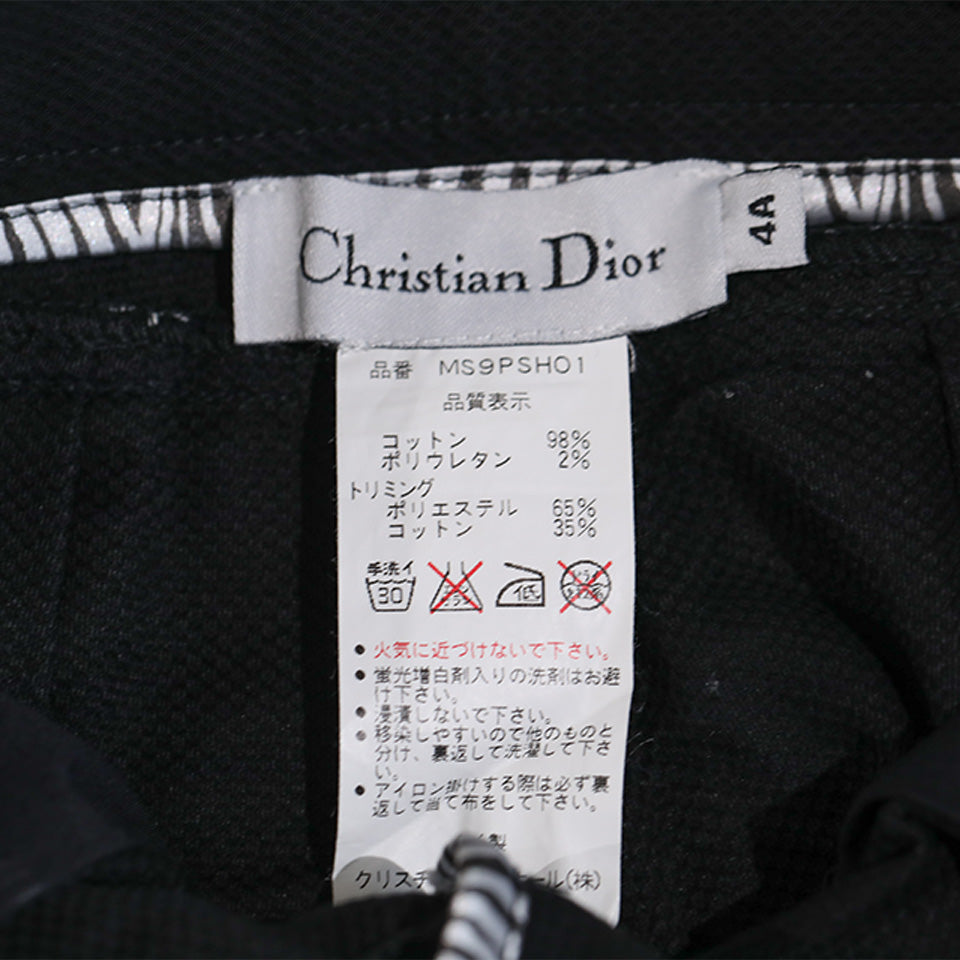 Christian Dior
4A
品番 MS9PSH01
品質表示
コットン 98%
ポリウレタン 2%
トリミング
ポリエステル 65%
コットン 35%
手洗イ
30
低
● 火気に近づけないで下さい。
● 蛍光増白剤入りの洗剤はお避
け下さい。
● 浸漬しないで下さい。
● 移染しやすいので他のものと
分け、裏返して洗濯して下さ
い。
● アイロン掛けする際は必ず裏
返して当て布をして下さい。
製
クリスチ ール(株)